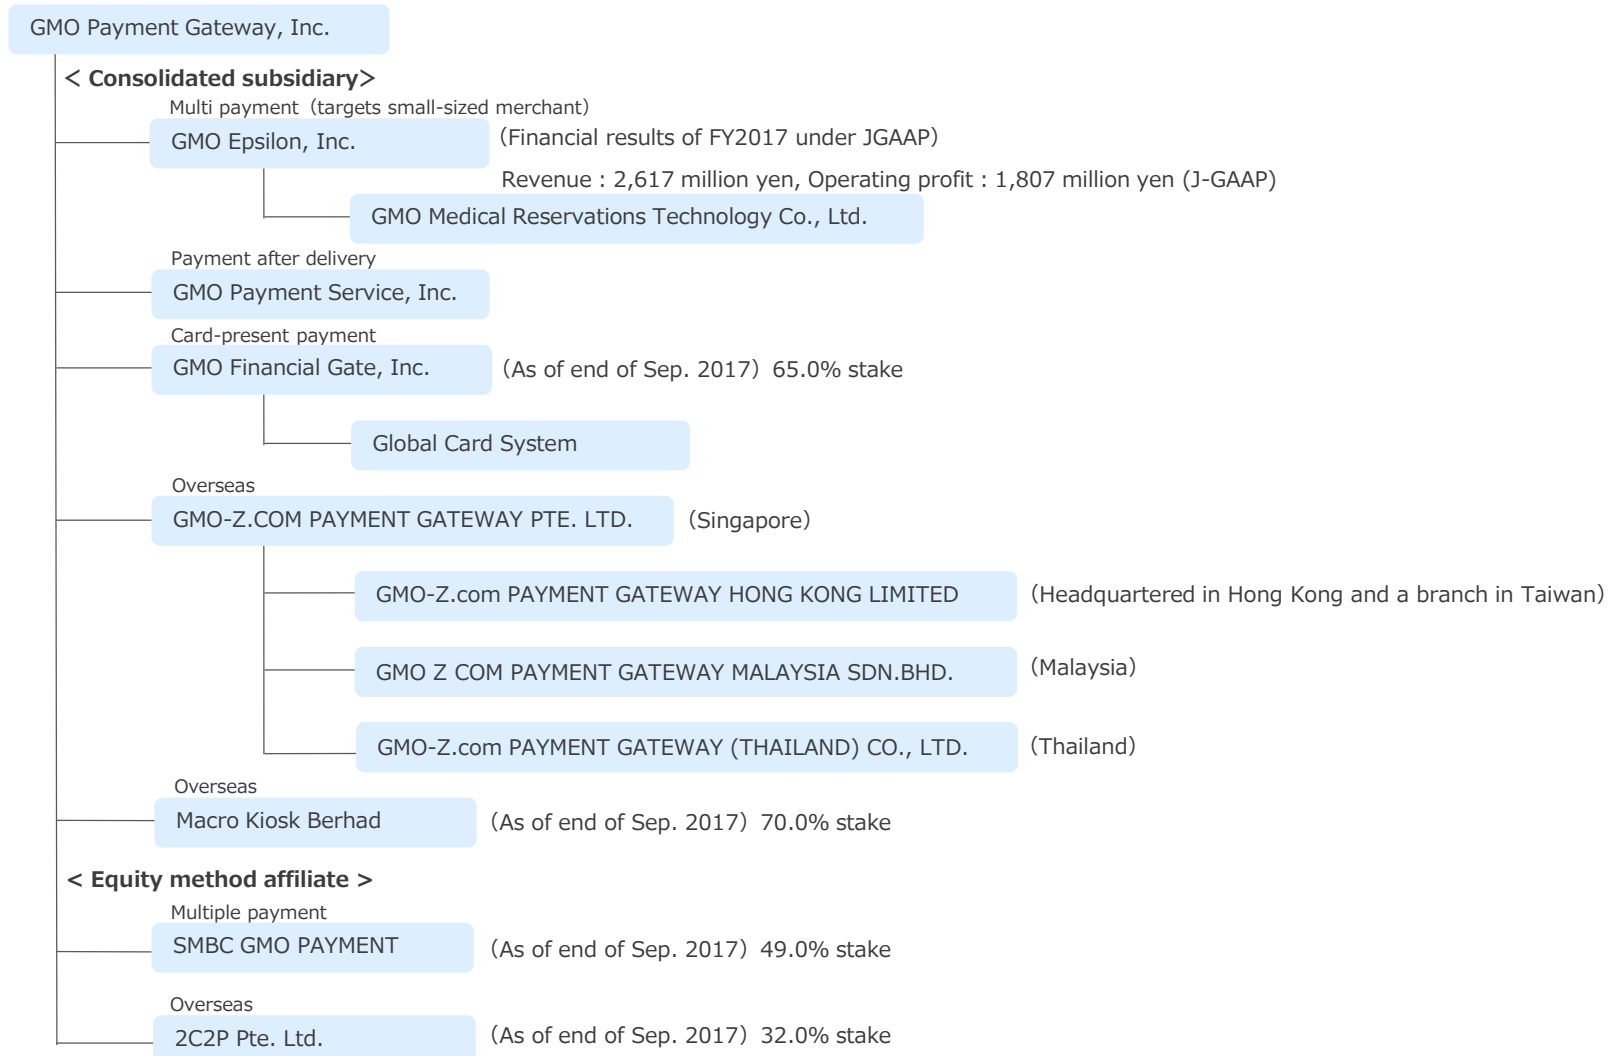 GMO Payment Gateway, Inc.
< Consolidated subsidiary>
Multi payment（targets small-sized merchant）
GMO Epsilon, Inc.
（Financial results of FY2017 under JGAAP）
Revenue : 2,617 million yen, Operating profit : 1,807 million yen (J-GAAP)
GMO Medical Reservations Technology Co., Ltd.
Payment after delivery
GMO Payment Service, Inc.
Card-present payment
GMO Financial Gate, Inc.
（As of end of Sep. 2017）65.0% stake
Global Card System
Overseas
GMO-Z.COM PAYMENT GATEWAY PTE. LTD.
（Singapore）
GMO-Z.com PAYMENT GATEWAY HONG KONG LIMITED
（Headquartered in Hong Kong and a branch in Taiwan）
GMO Z COM PAYMENT GATEWAY MALAYSIA SDN.BHD.
（Malaysia）
GMO-Z.com PAYMENT GATEWAY (THAILAND) CO., LTD.
（Thailand）
Overseas
Macro Kiosk Berhad
（As of end of Sep. 2017）70.0% stake
< Equity method affiliate >
Multiple payment
SMBC GMO PAYMENT
（As of end of Sep. 2017）49.0% stake
Overseas
2C2P Pte. Ltd.
（As of end of Sep. 2017）32.0% stake